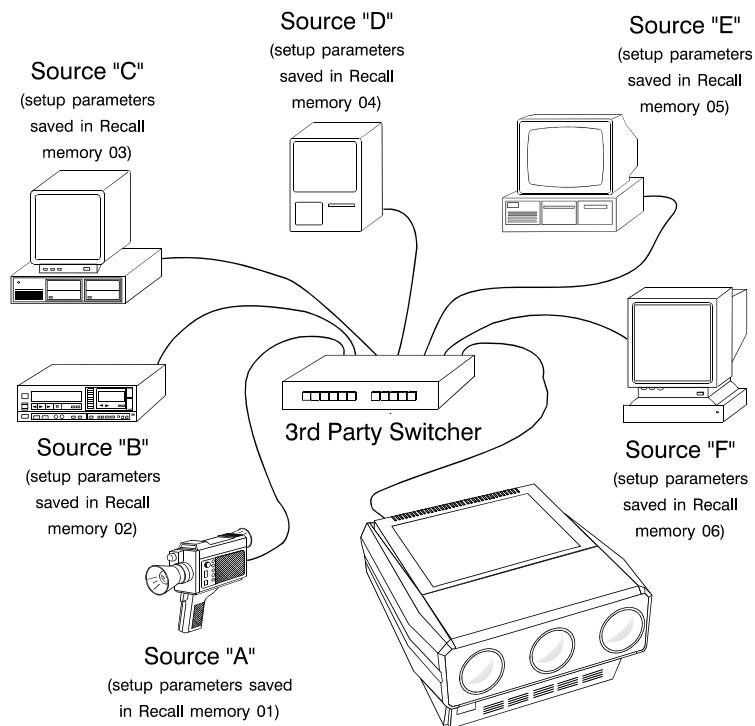 Source "D"
(setup parameters
saved in Recall
memory 04)
Source "E"
(setup parameters
saved in Recall
memory 05)
Source "C"
(setup parameters
saved in Recall
memory 03)
3rd Party Switcher
Source "B"
(setup parameters
saved in Recall
memory 02)
Source "F"
(setup parameters
saved in Recall
memory 06)
Source "A"
(setup parameters saved
in Recall memory 01)